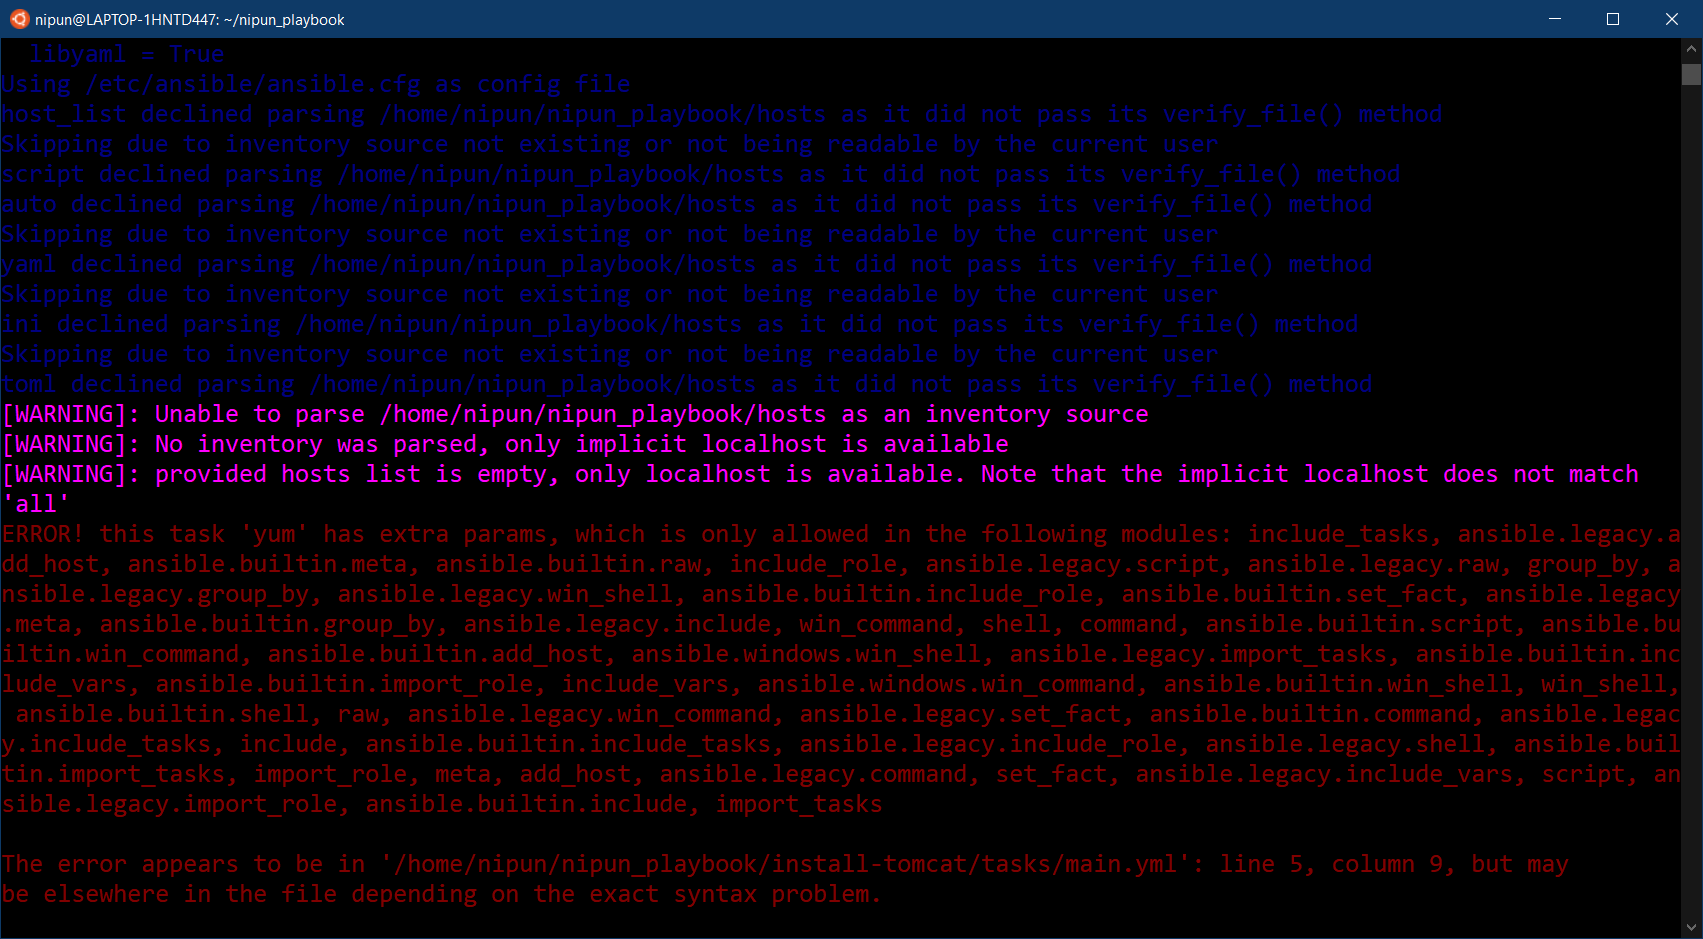 nipun@LAPTOP-1HNTD447: ~/nipun_playbook
  libyaml = True
Using /etc/ansible/ansible.cfg as config file
host_list declined parsing /home/nipun/nipun_playbook/hosts as it did not pass its verify_file() method
Skipping due to inventory source not existing or not being readable by the current user
script declined parsing /home/nipun/nipun_playbook/hosts as it did not pass its verify_file() method
auto declined parsing /home/nipun/nipun_playbook/hosts as it did not pass its verify_file() method
Skipping due to inventory source not existing or not being readable by the current user
yaml declined parsing /home/nipun/nipun_playbook/hosts as it did not pass its verify_file() method
Skipping due to inventory source not existing or not being readable by the current user
ini declined parsing /home/nipun/nipun_playbook/hosts as it did not pass its verify_file() method
Skipping due to inventory source not existing or not being readable by the current user
toml declined parsing /home/nipun/nipun_playbook/hosts as it did not pass its verify_file() method
[WARNING]: Unable to parse /home/nipun/nipun_playbook/hosts as an inventory source
[WARNING]: No inventory was parsed, only implicit localhost is available
[WARNING]: provided hosts list is empty, only localhost is available. Note that the implicit localhost does not match
'all'
ERROR! this task 'yum' has extra params, which is only allowed in the following modules: include_tasks, ansible.legacy.a
dd_host, ansible.builtin.meta, ansible.builtin.raw, include_role, ansible.legacy.script, ansible.legacy.raw, group_by, a
nsible.legacy.group_by, ansible.legacy.win_shell, ansible.builtin.include_role, ansible.builtin.set_fact, ansible.legacy
.meta, ansible.builtin.group_by, ansible.legacy.include, win_command, shell, command, ansible.builtin.script, ansible.bu
iltin.win_command, ansible.builtin.add_host, ansible.windows.win_shell, ansible.legacy.import_tasks, ansible.builtin.inc
lude_vars, ansible.builtin.import_role, include_vars, ansible.windows.win_command, ansible.builtin.win_shell, win_shell,
 ansible.builtin.shell, raw, ansible.legacy.win_command, ansible.legacy.set_fact, ansible.builtin.command, ansible.legac
y.include_tasks, include, ansible.builtin.include_tasks, ansible.legacy.include_role, ansible.legacy.shell, ansible.buil
tin.import_tasks, import_role, meta, add_host, ansible.legacy.command, set_fact, ansible.legacy.include_vars, script, an
sible.legacy.import_role, ansible.builtin.include, import_tasks
The error appears to be in '/home/nipun/nipun_playbook/install-tomcat/tasks/main.yml': line 5, column 9, but may
be elsewhere in the file depending on the exact syntax problem.